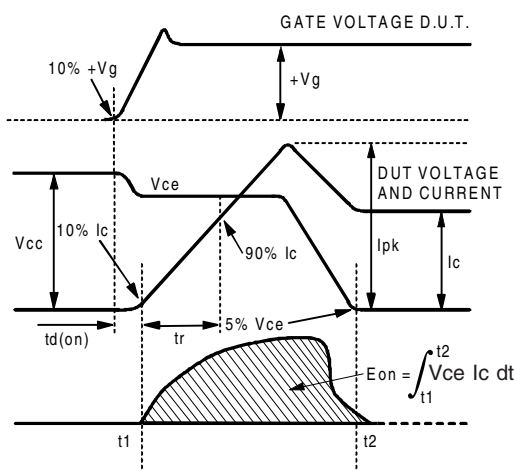 GATE VOLTAGE D.U.T.
10% +Vg
+Vg
Vce
DUT VOLTAGE
AND CURRENT
Vcc
10% Ic
90% Ic
Ipk
Ic
td(on)
tr
5% Vce
Eon = ∫ Vce Ic dt
t2
t1
t1
t2